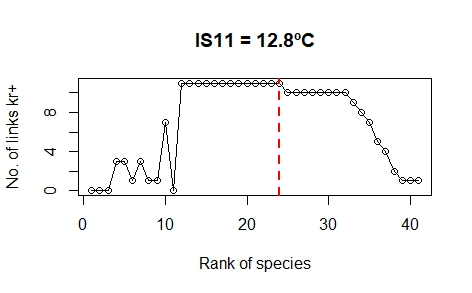 IS11 = 12.8ºC
No. of links kr+
8
4
0
0 10 20 30 40
Rank of species